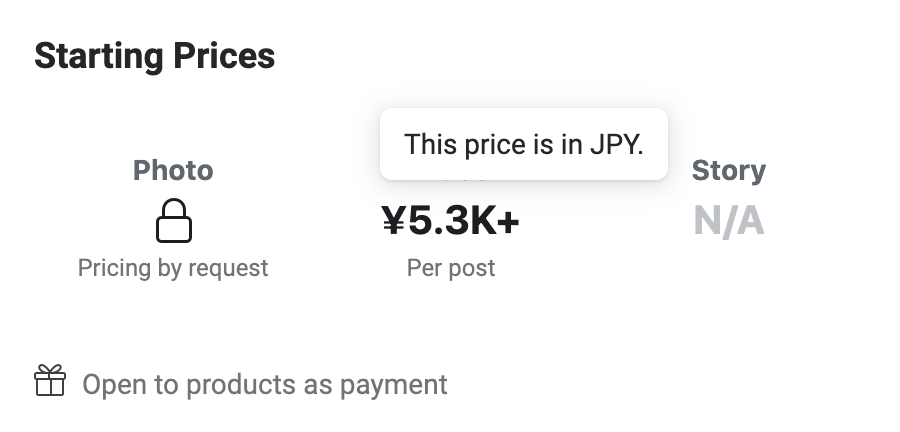 Starting Prices
This price is in JPY.
Photo
Story
¥5.3K+
N/A
Pricing by request
Per post
Open to products as payment